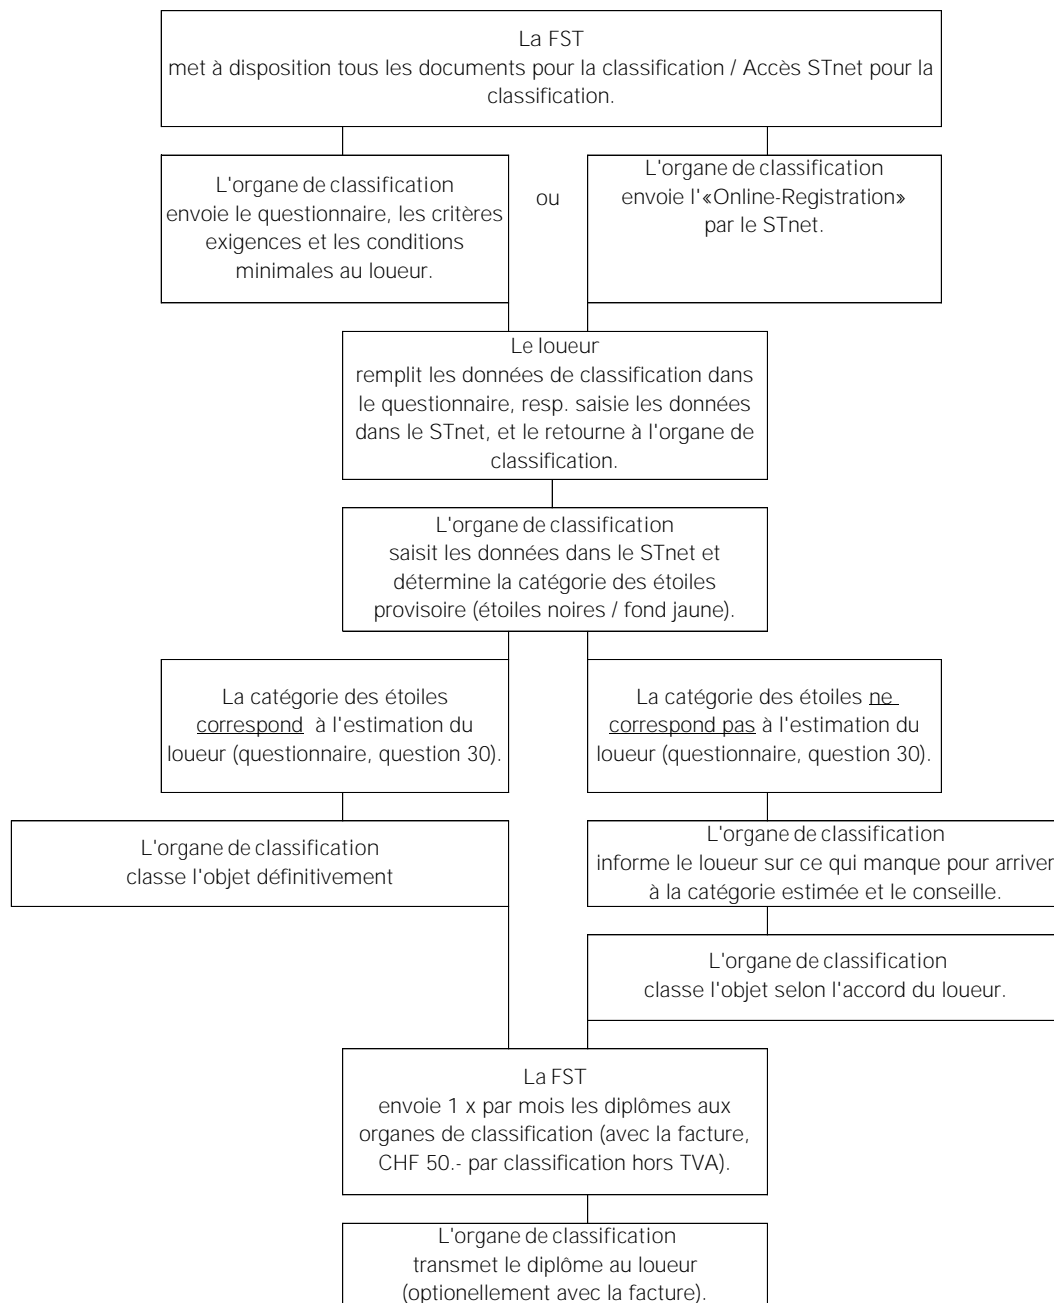 La FST
met à disposition tous les documents pour la classification / Accès STnet pour la
classification.
L'organe de classification
envoie le questionnaire, les critères
exigences et les conditions
minimales au loueur.
ou
L'organe de classification
envoie l'«Online-Registration»
par le STnet.
Le loueur
remplit les données de classification dans
le questionnaire, resp. saisie les données
dans le STnet, et le retourne à l'organe de
classification.
L'organe de classification
saisit les données dans le STnet et
détermine la catégorie des étoiles
provisoire (étoiles noires / fond jaune).
La catégorie des étoiles
correspond à l'estimation du
loueur (questionnaire, question 30).
La catégorie des étoiles ne
correspond pas à l'estimation du
loueur (questionnaire, question 30).
L'organe de classification
classe l'objet définitivement
L'organe de classification
informe le loueur sur ce qui manque pour arriver
à la catégorie estimée et le conseille.
L'organe de classification
classe l'objet selon l'accord du loueur.
La FST
envoie 1 x par mois les diplômes aux
organes de classification (avec la facture,
CHF 50.- par classification hors TVA).
L'organe de classification
transmet le diplôme au loueur
(optionellement avec la facture).